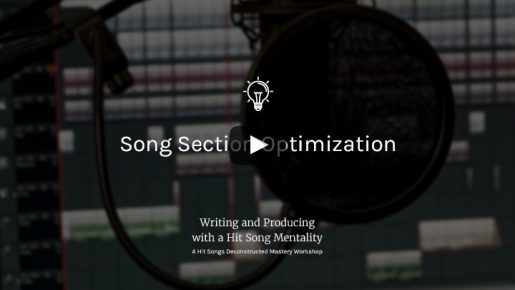 Song Section Optimization
Writing and Producing
with a Hit Song Mentality
A Hit Songs Deconstructed Mastery Workshop